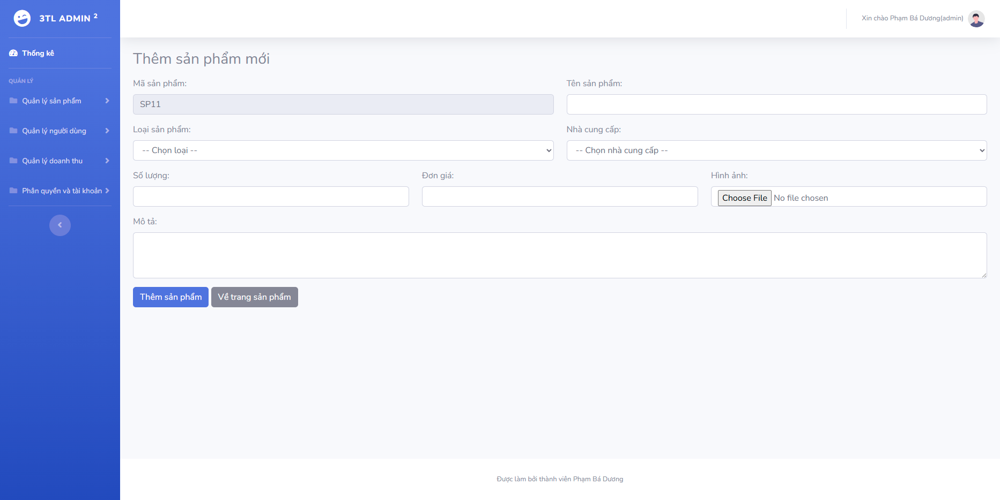 3TL ADMIN 2
Xin chào Phạm Bá Dương(admin)
Thống kê
QUẢN LÝ
Quản lý sản phẩm
Quản lý người dùng
Quản lý doanh thu
Phân quyền và tài khoản
Thêm sản phẩm mới
Mã sản phẩm:
Tên sản phẩm:
SP11
Loại sản phẩm:
Nhà cung cấp:
-- Chọn loại --
-- Chọn nhà cung cấp --
Số lượng:
Đơn giá:
Hình ảnh:
Choose File No file chosen
Mô tả:
Thêm sản phẩm
Về trang sản phẩm
Được làm bởi thành viên Phạm Bá Dương